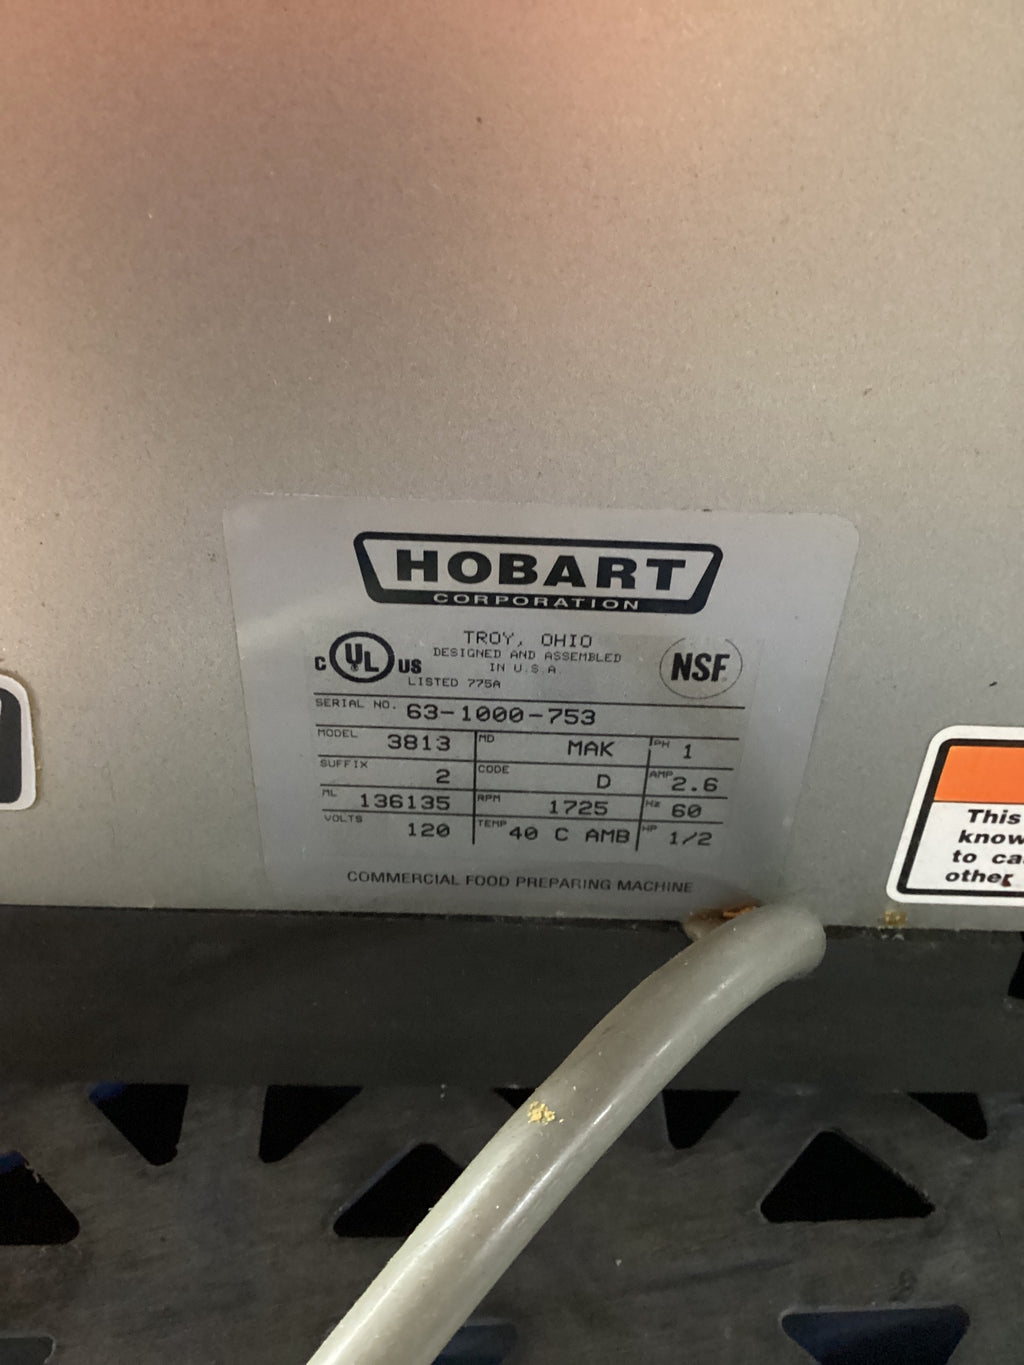 HOBART
CORPORATION
TROY, OHIO
DESIGNED AND ASSEMBLED
IN U.S.A.
LISTED 775A
C UL US
NSF
SERIAL NO. 63-1000-753
MODEL 3813 MD MAK PH 1
SUFFIX 2 CODE D AMP 2.6
ML 136135 RPM 1725 Hz 60
VOLTS 120 TEMP 40 C AMB HP 1/2
COMMERCIAL FOOD PREPARING MACHINE
This
know
to ca
other